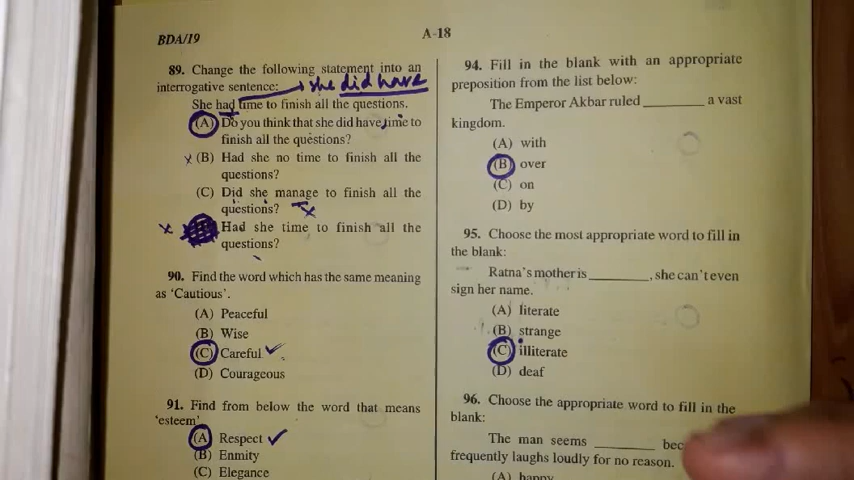 BDA/19
A-18
89. Change the following statement into an
interrogative sentence: she did have
She had time to finish all the questions.
(A) Do you think that she did have time to
finish all the questions?
x (B) Had she no time to finish all the
questions?
(C) Did she manage to finish all the
questions? x
x Had she time to finish all the
questions?
90. Find the word which has the same meaning
as 'Cautious'.
(A) Peaceful
(B) Wise
(C) Careful ✓
(D) Courageous
91. Find from below the word that means
'esteem'
(A Respect ✓
(B) Enmity
(C) Elegance
94. Fill in the blank with an appropriate
preposition from the list below:
The Emperor Akbar ruled ________ a vast
kingdom.
(A) with
(B) over
(C) on
(D) by
95. Choose the most appropriate word to fill in
the blank:
Ratna's mother is ________, she can't even
sign her name.
(A) literate
(B) strange
(C) illiterate
(D) deaf
96. Choose the appropriate word to fill in the
blank:
The man seems ________ bec
frequently laughs loudly for no reason.
(A) happy